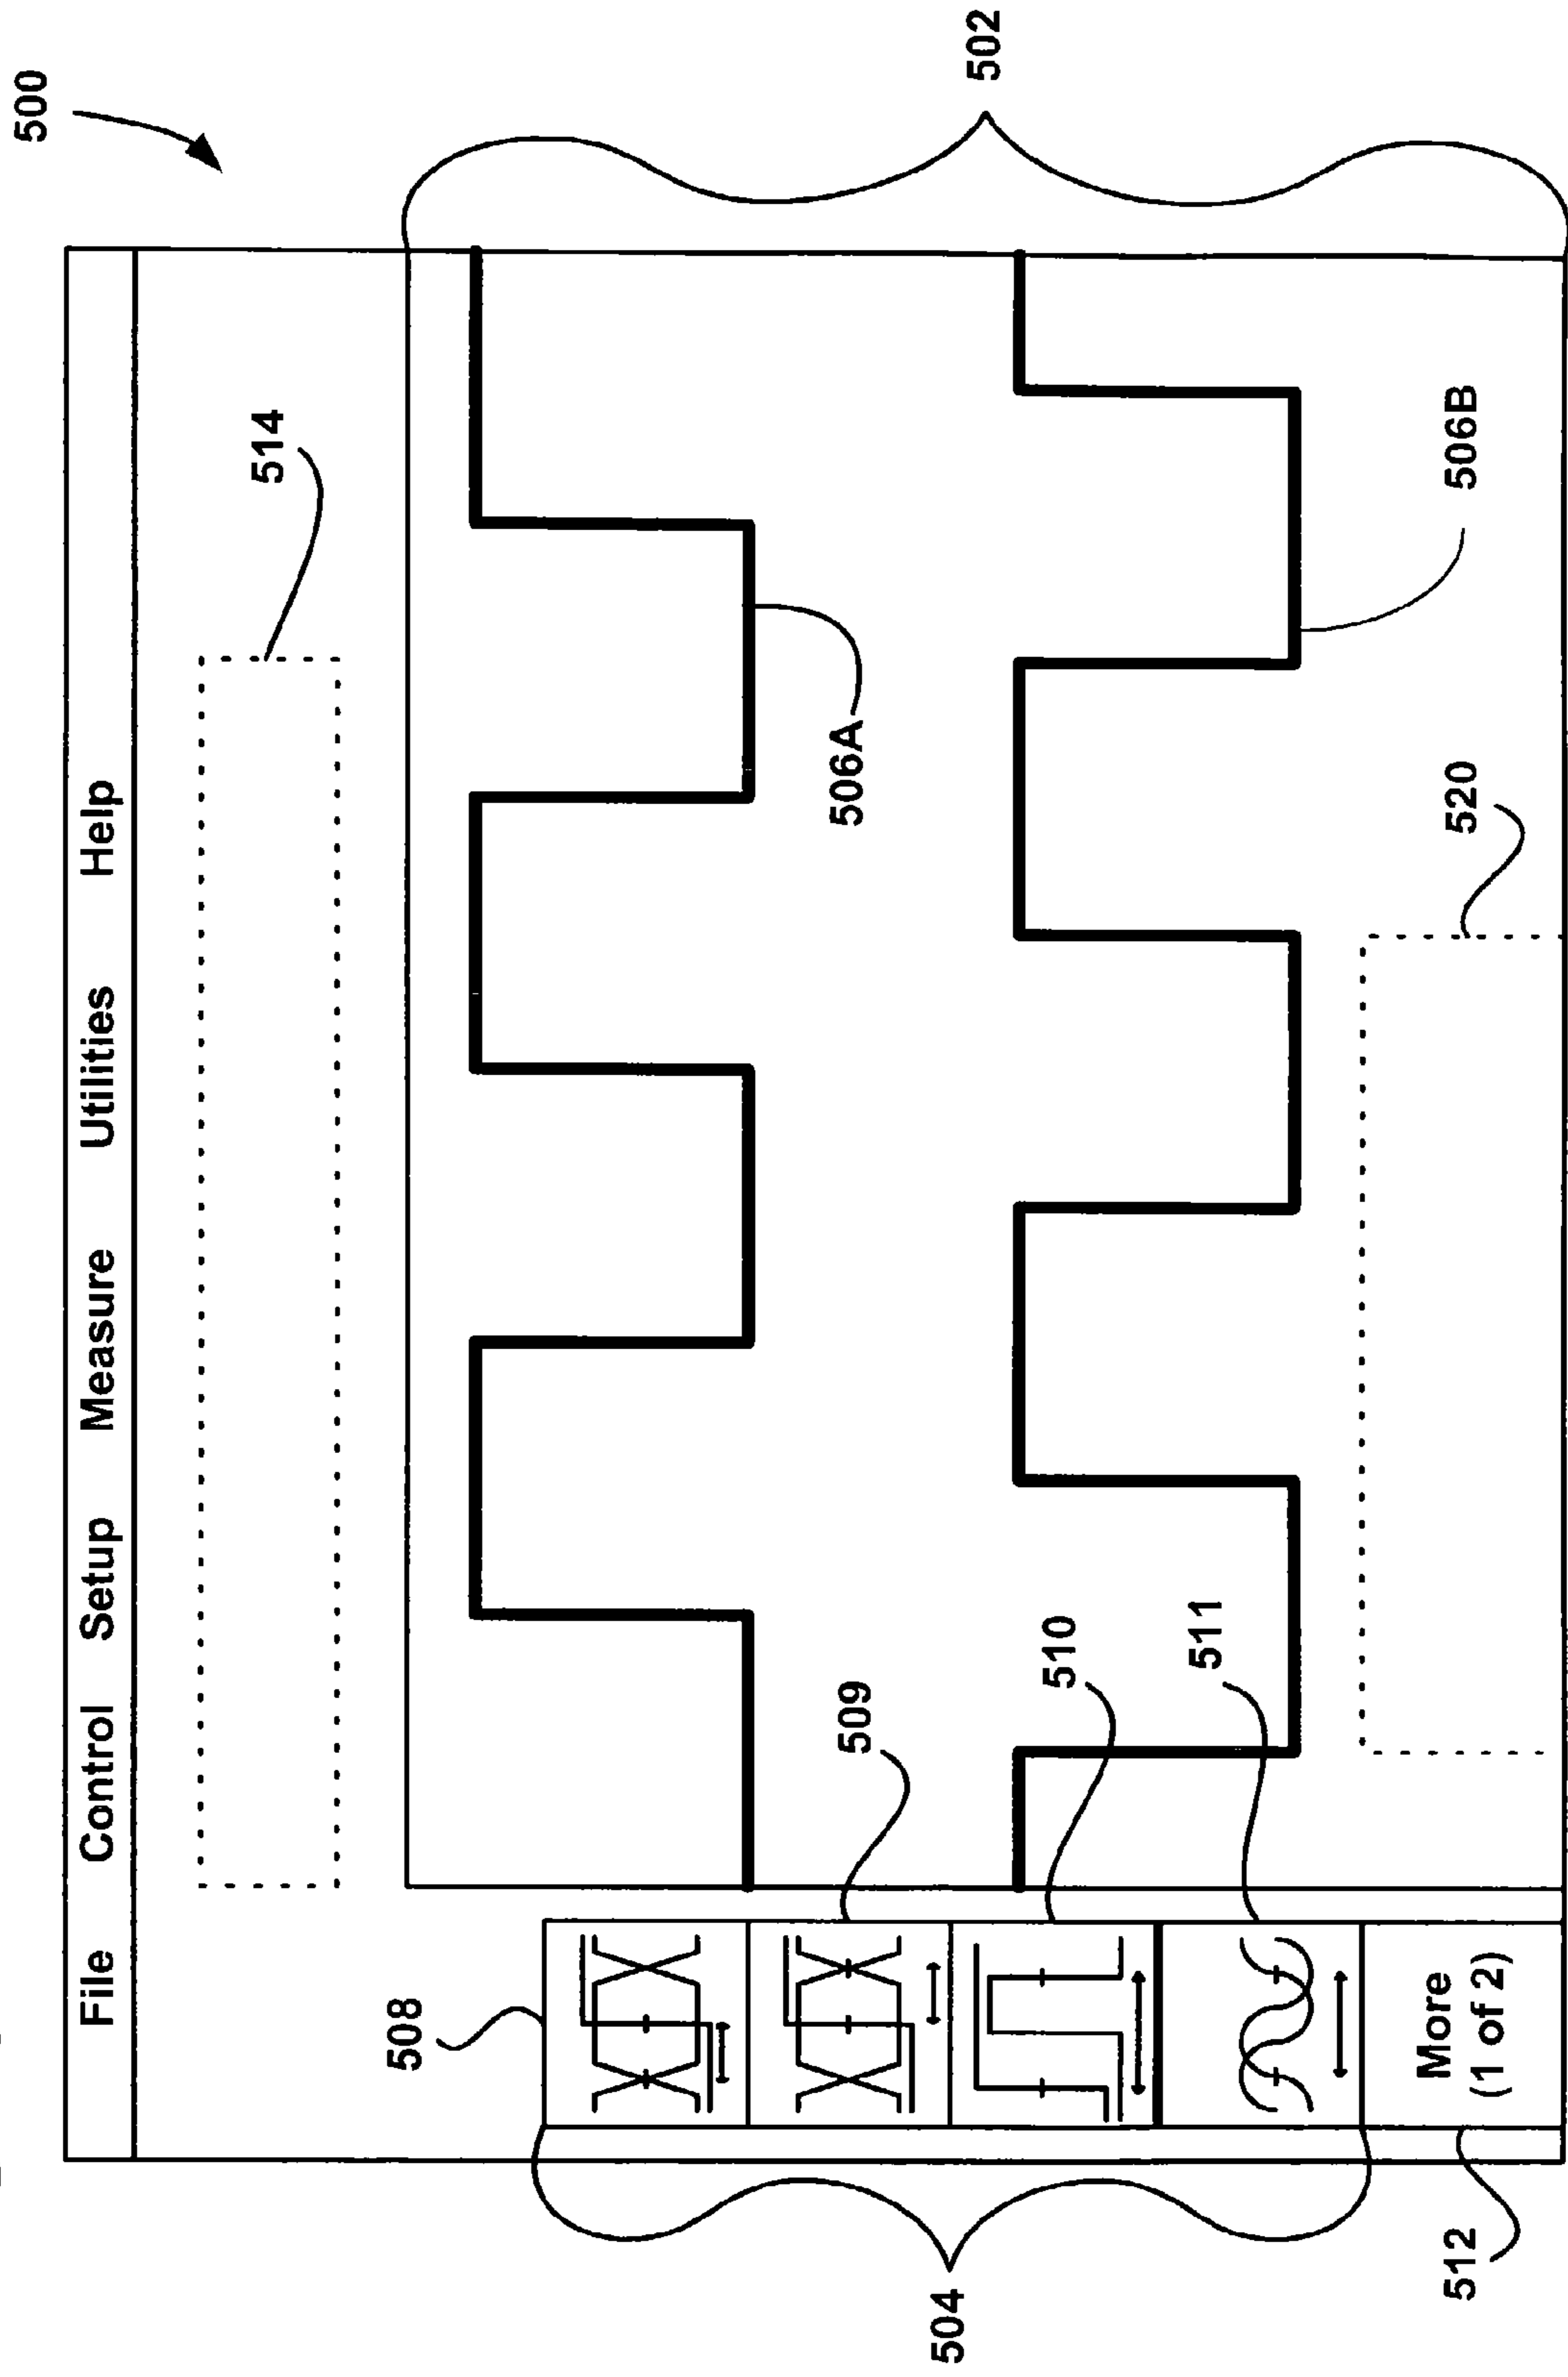 500
File Control Setup Measure Utilities Help
514
502
508
506A
509
504
510
511
520
506B
More
(1 of 2)
512